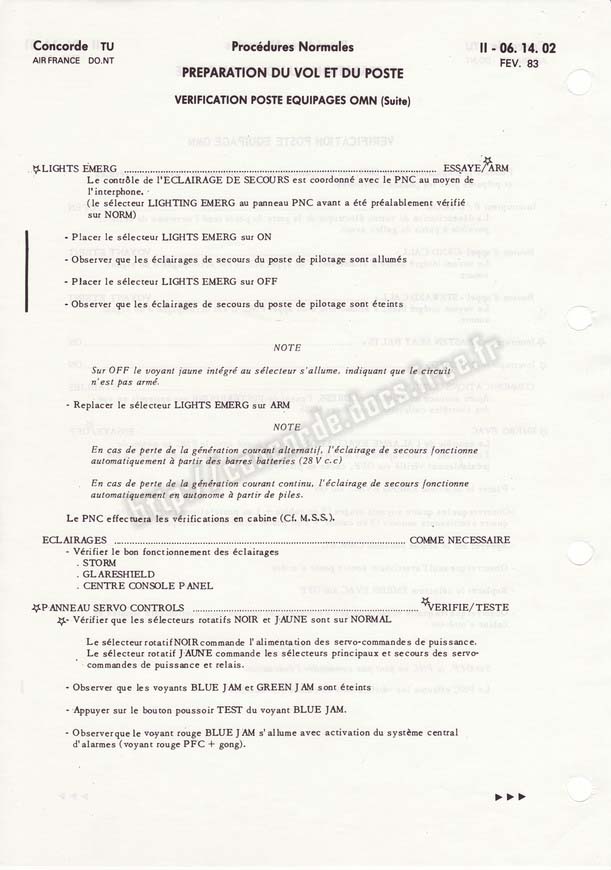 Concorde TU Procédures Normales II - 06. 14. 02
AIR FRANCE DO.NT FEV. 83
PREPARATION DU VOL ET DU POSTE
VERIFICATION POSTE EQUIPAGES OMN (Suite)
LIGHTS EMERG ........ ESSAYE/ARM
Le contrôle de l'ECLAIRAGE DE SECOURS est coordonné avec le PNC au moyen de
l'interphone.
(le sélecteur LIGHTING EMERG au panneau PNC avant a été préalablement vérifié
sur NORM)
- Placer le sélecteur LIGHTS EMERG sur ON
- Observer que les éclairages de secours du poste de pilotage sont allumés
- Placer le sélecteur LIGHTS EMERG sur OFF
- Observer que les éclairages de secours du poste de pilotage sont éteints
NOTE
Sur OFF le voyant jaune intégré au sélecteur s'allume, indiquant que le circuit
n'est pas armé.
- Replacer le sélecteur LIGHTS EMERG sur ARM
NOTE
En cas de perte de la génération courant alternatif, l'éclairage de secours fonctionne
automatiquement à partir des barres batteries (28 V c.c)
En cas de perte de la génération courant continu, l'éclairage de secours fonctionne
automatiquement en autonome à partir de piles.
Le PNC effectuera les vérifications en cabine (Cf. M.S.S.).
ECLAIRAGES ........ COMME NECESSAIRE
- Vérifier le bon fonctionnement des éclairages
. STORM
. GLARESHIELD
. CENTRE CONSOLE PANEL
PANNEAU SERVO CONTROLS ........ VERIFIE/TESTE
- Vérifier que les sélecteurs rotatifs NOIR et JAUNE sont sur NORMAL
Le sélecteur rotatif NOIR commande l'alimentation des servo-commandes de puissance.
Le sélecteur rotatif JAUNE commande les sélecteurs principaux et secours des servo-
commandes de puissance et relais.
- Observer que les voyants BLUE JAM et GREEN JAM sont éteints
- Appuyer sur le bouton poussoir TEST du voyant BLUE JAM.
- Observer que le voyant rouge BLUE JAM s'allume avec activation du système central
d'alarmes (voyant rouge PFC + gong).
http://concorde.docs.free.fr